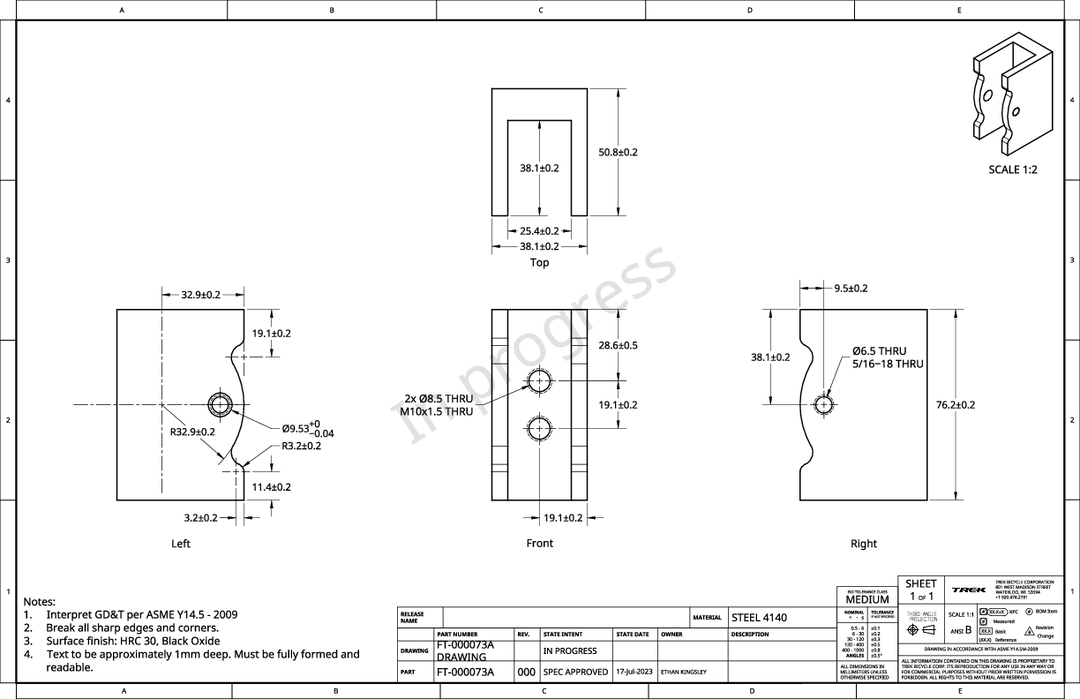 A B C D E
4 4
SCALE 1:2
50.8±0.2
38.1±0.2
25.4±0.2
38.1±0.2
Top
3 3
In progress
32.9±0.2
9.5±0.2
19.1±0.2
28.6±0.5
38.1±0.2
Ø6.5 THRU
5/16-18 THRU
2x Ø8.5 THRU
M10x1.5 THRU
19.1±0.2
76.2±0.2
2 2
R32.9±0.2
Ø9.53+0
−0.04
R3.2±0.2
11.4±0.2
3.2±0.2
19.1±0.2
Left
Front
Right
1 1
Notes:
1. Interpret GD&T per ASME Y14.5 - 2009
2. Break all sharp edges and corners.
3. Surface finish: HRC 30, Black Oxide
4. Text to be approximately 1mm deep. Must be fully formed and
readable.
RELEASE
NAME
MATERIAL STEEL 4140
PART NUMBER REV. STATE INTENT STATE DATE OWNER DESCRIPTION
DRAWING FT-000073A
DRAWING IN PROGRESS
PART FT-000073A 000 SPEC APPROVED 17-Jul-2023 ETHAN KINGSLEY
ISO TOLERANCE CLASS
MEDIUM
NOMINAL TOLERANCE
0.5 - 6 ±0.1
6 - 30 ±0.2
30 - 120 ±0.3
120 - 400 ±0.5
400 - 1000 ±0.8
ANGLES ±0.5°
ALL DIMENSIONS IN
MILLIMETERS UNLESS
OTHERWISE SPECIFIED
SHEET
1 OF 1
TREK
TREK BICYCLE CORPORATION
801 WEST MADISON STREET
WATERLOO, WI. 53594
+1 920.478.2191
THIRD ANGLE
PROJECTION
SCALE 1:1
ANSI B
KPC
BOM Item
Measured
Basic
Reference
Revision
Change
DRAWING IN ACCORDANCE WITH ASME Y14.5M-2009
ALL INFORMATION CONTAINED ON THIS DRAWING IS PROPRIETARY TO
TREK BICYCLE CORP. ITS REPRODUCTION FOR ANY USE IN ANY WAY OR
FOR COMMERCIAL PURPOSES WITHOUT PRIOR WRITTEN PERMISSION IS
FORBIDDEN. ALL RIGHTS TO THIS MATERIAL ARE RESERVED.
A B C D E